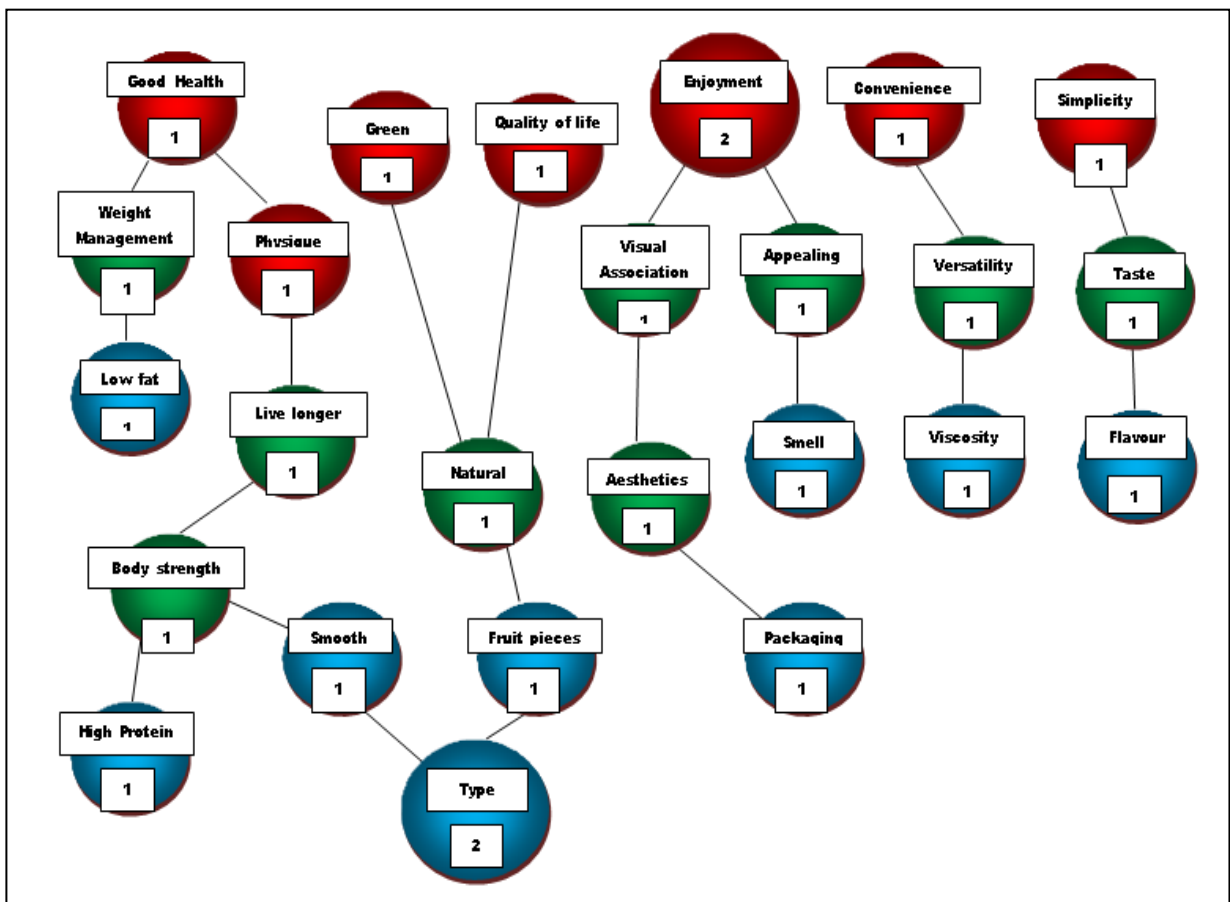 Good Health
1
Green
1
Quality of life
1
Enjoyment
2
Convenience
1
Simplicity
1
Weight
Management
1
Physique
1
Visual
Association
1
Appealing
1
Versatility
1
Taste
1
Low fat
1
Live longer
1
Natural
1
Aesthetics
1
Smell
1
Viscosity
1
Flavour
1
Body strength
1
Smooth
1
Fruit pieces
1
Packaging
1
High Protein
1
Type
2